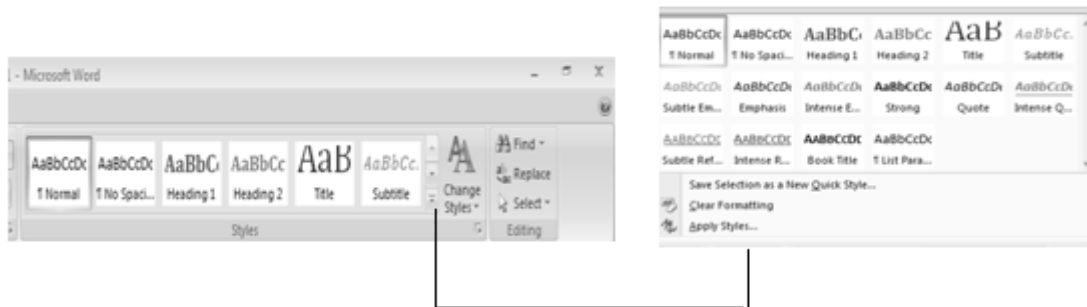 1 - Microsoft Word
AaBbCcDc AaBbCcDc AaBbC AaBbCc AaB AaBbCc.
¶ Normal ¶ No Spaci... Heading 1 Heading 2 Title Subtitle
Change Styles
Styles
Find
Replace
Select
Editing
AaBbCcDc AaBbCcDc AaBbC AaBbCc AaB AaBbCc.
¶ Normal ¶ No Spaci... Heading 1 Heading 2 Title Subtitle
AaBbCcDc AaBbCcDc AaBbCcDc AaBbCcDc AaBbCcDc AaBbCcDc
Subtle Em... Emphasis Intense E... Strong Quote Intense Q...
AABBCCDC AABBCCDC AABBCCDC AaBbCcDc
Subtle Ref... Intense R... Book Title ¶ List Para...
Save Selection as a New Quick Style...
Clear Formatting
Apply Styles...